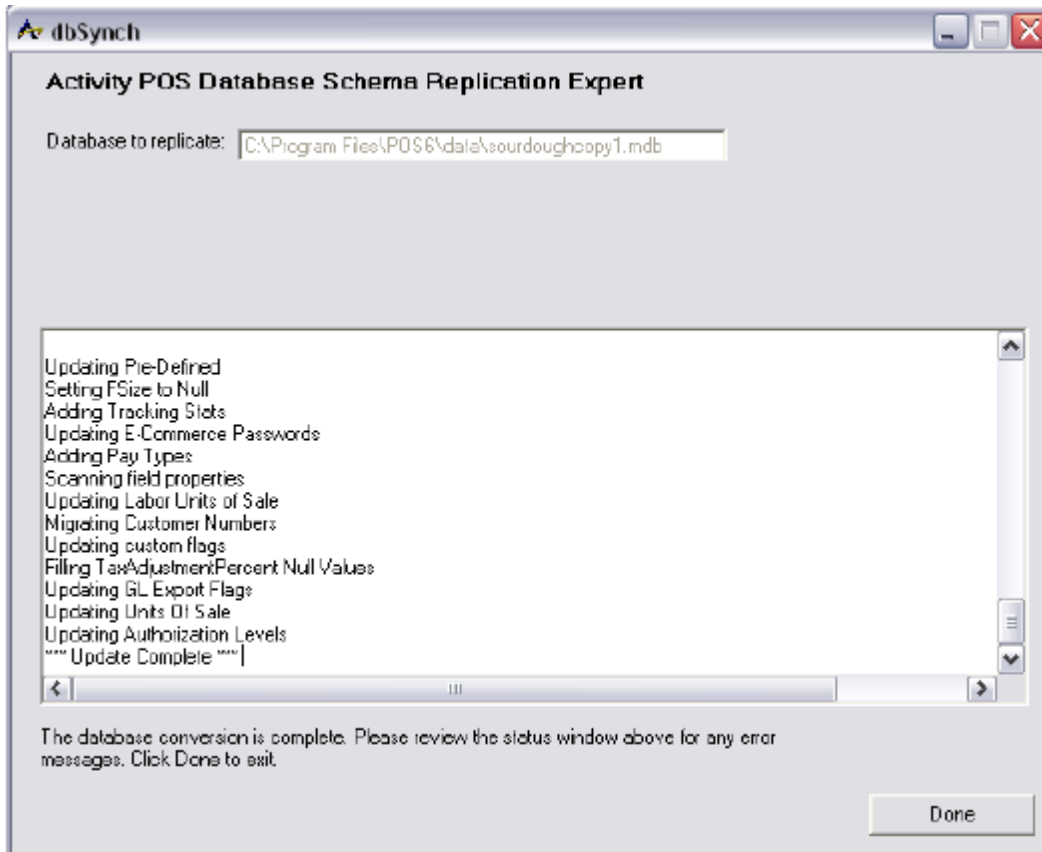 dbSynch
Activity POS Database Schema Replication Expert
Database to replicate: C:\Program Files\POS6\data\sourdoughcopy1.mdb
Updating Pre-Defined
Setting FSize to Null
Adding Tracking Stats
Updating E-Commerce Passwords
Adding Pay Types
Scanning field properties
Updating Labor Units of Sale
Migrating Customer Numbers
Updating custom flags
Filling TaxAdjustmentPercent Null Values
Updating GL Export Flags
Updating Units Of Sale
Updating Authorization Levels
*** Update Complete ***
The database conversion is complete. Please review the status window above for any error
messages. Click Done to exit.
Done